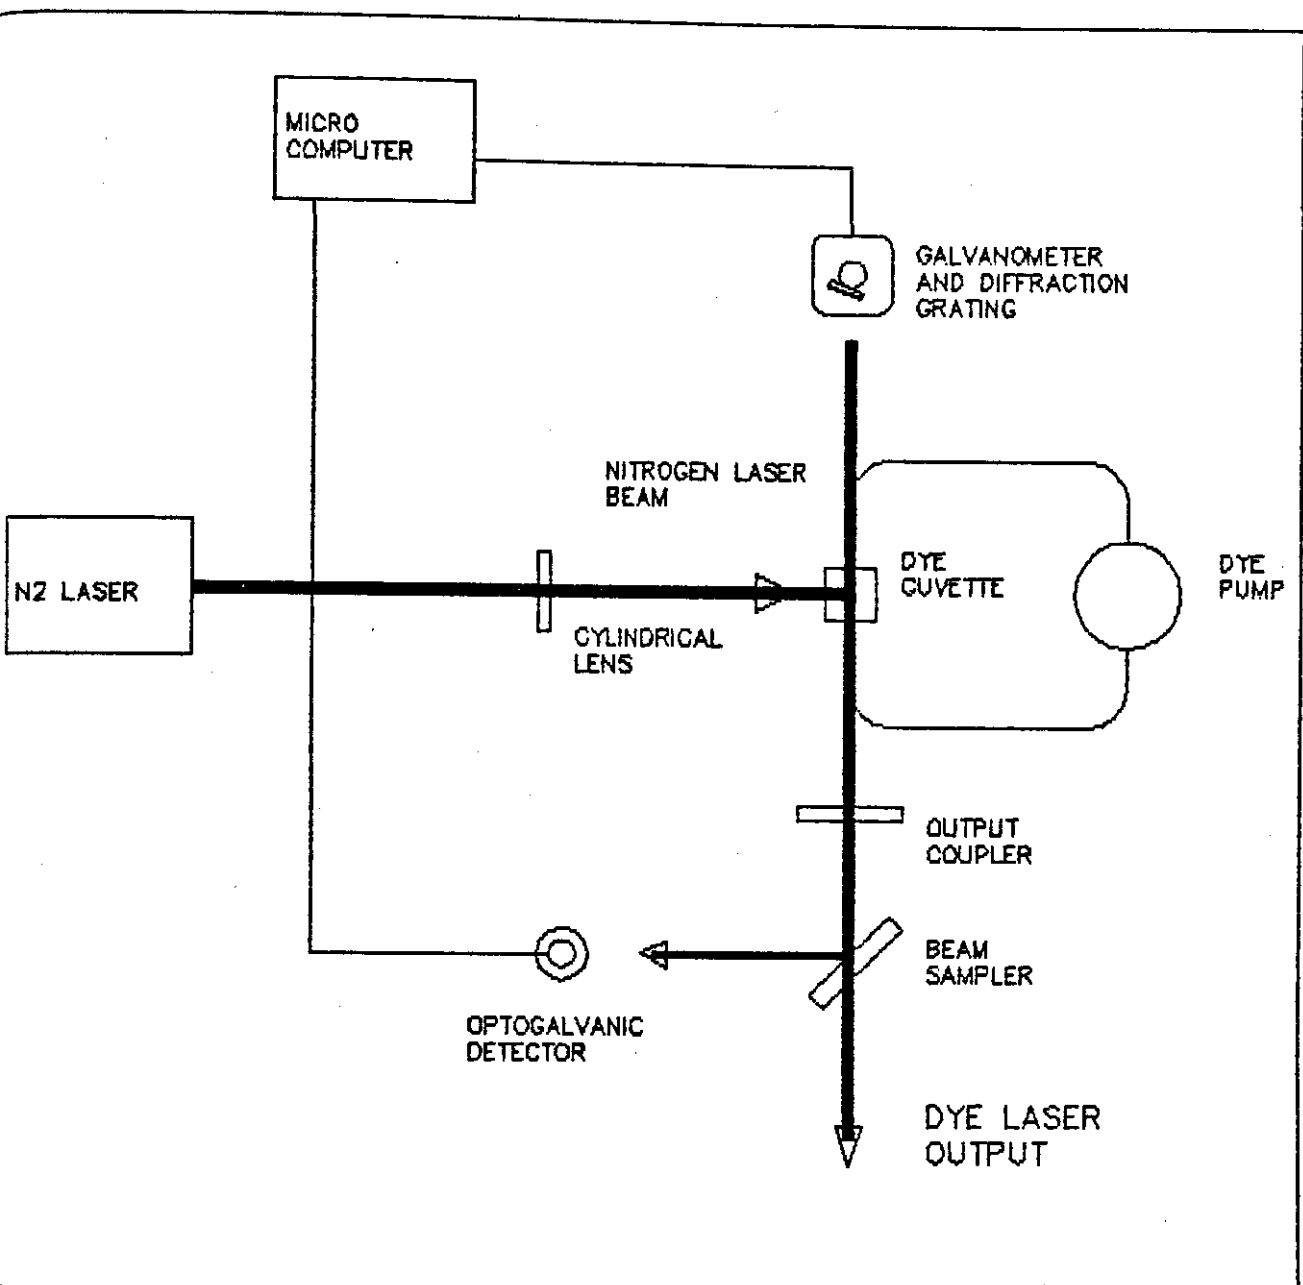 MICRO
COMPUTER
GALVANOMETER
AND DIFFRACTION
GRATING
NITROGEN LASER
BEAM
N2 LASER
DYE
CUVETTE
DYE
PUMP
CYLINDRICAL
LENS
OUTPUT
COUPLER
BEAM
SAMPLER
OPTOGALVANIC
DETECTOR
DYE LASER
OUTPUT